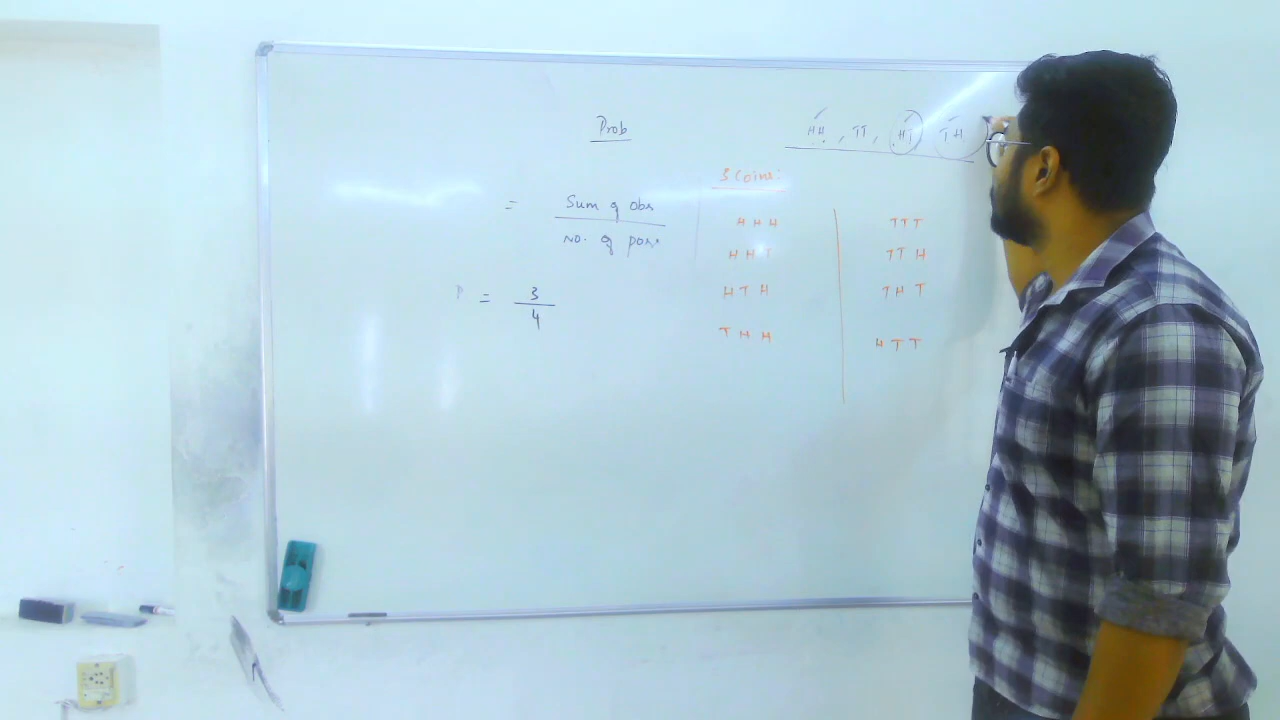 Prob
HH, TT, HT, TH
3 Coins:
= Sum of obs
No. of poss
P = 3
4
HHH
HHT
HTH
THH
TTT
TTH
THT
HTT